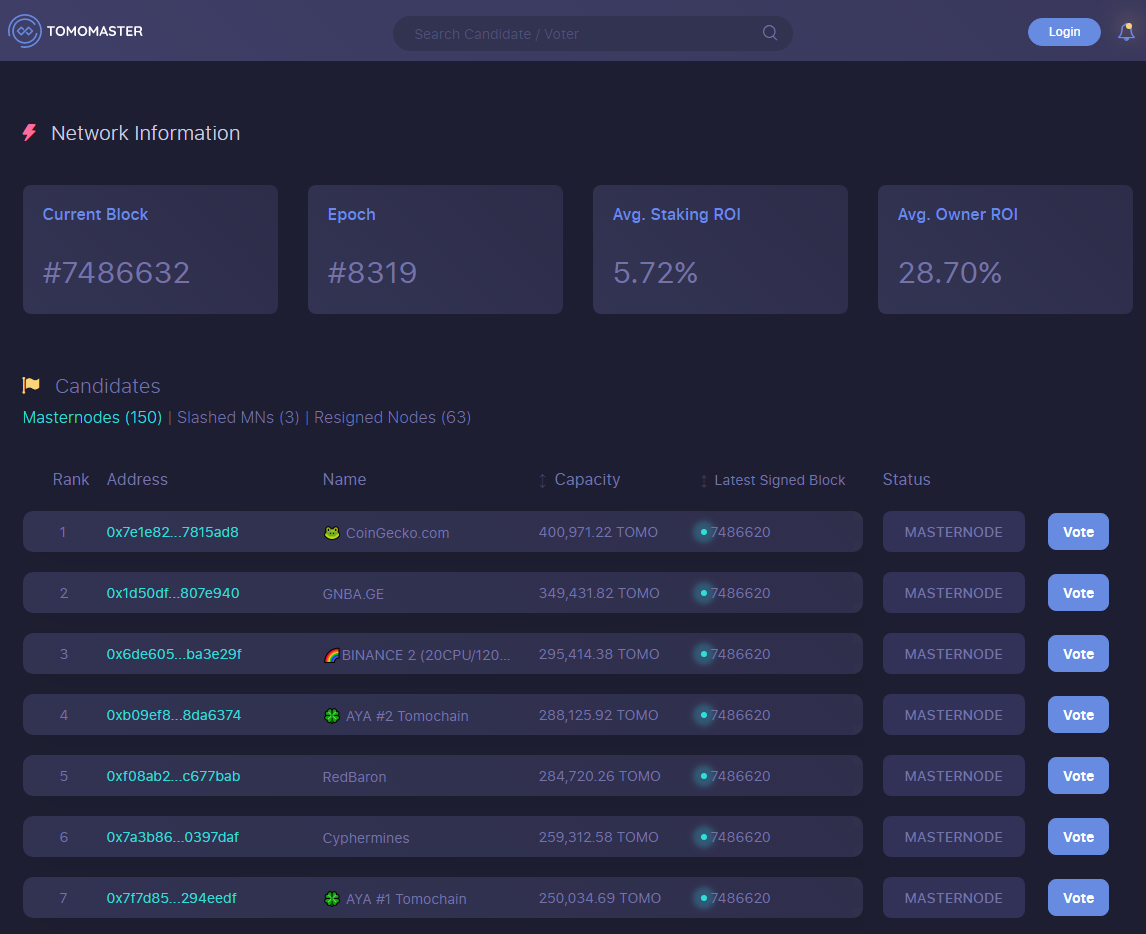 TOMOMASTER
Search Candidate / Voter
Login
Network Information
Current Block
#7486632
Epoch
#8319
Avg. Staking ROI
5.72%
Avg. Owner ROI
28.70%
Candidates
Masternodes (150) | Slashed MNs (3) | Resigned Nodes (63)
Rank Address Name Capacity Latest Signed Block Status
1 0x7e1e82...7815ad8 🐸 CoinGecko.com 400,971.22 TOMO 7486620 MASTERNODE Vote
2 0x1d50df...807e940 GNBA.GE 349,431.82 TOMO 7486620 MASTERNODE Vote
3 0x6de605...ba3e29f 🌈BINANCE 2 (20CPU/120... 295,414.38 TOMO 7486620 MASTERNODE Vote
4 0xb09ef8...8da6374 🍀 AYA #2 Tomochain 288,125.92 TOMO 7486620 MASTERNODE Vote
5 0xf08ab2...c677bab RedBaron 284,720.26 TOMO 7486620 MASTERNODE Vote
6 0x7a3b86...0397daf Cyphermines 259,312.58 TOMO 7486620 MASTERNODE Vote
7 0x7f7d85...294eedf 🍀 AYA #1 Tomochain 250,034.69 TOMO 7486620 MASTERNODE Vote